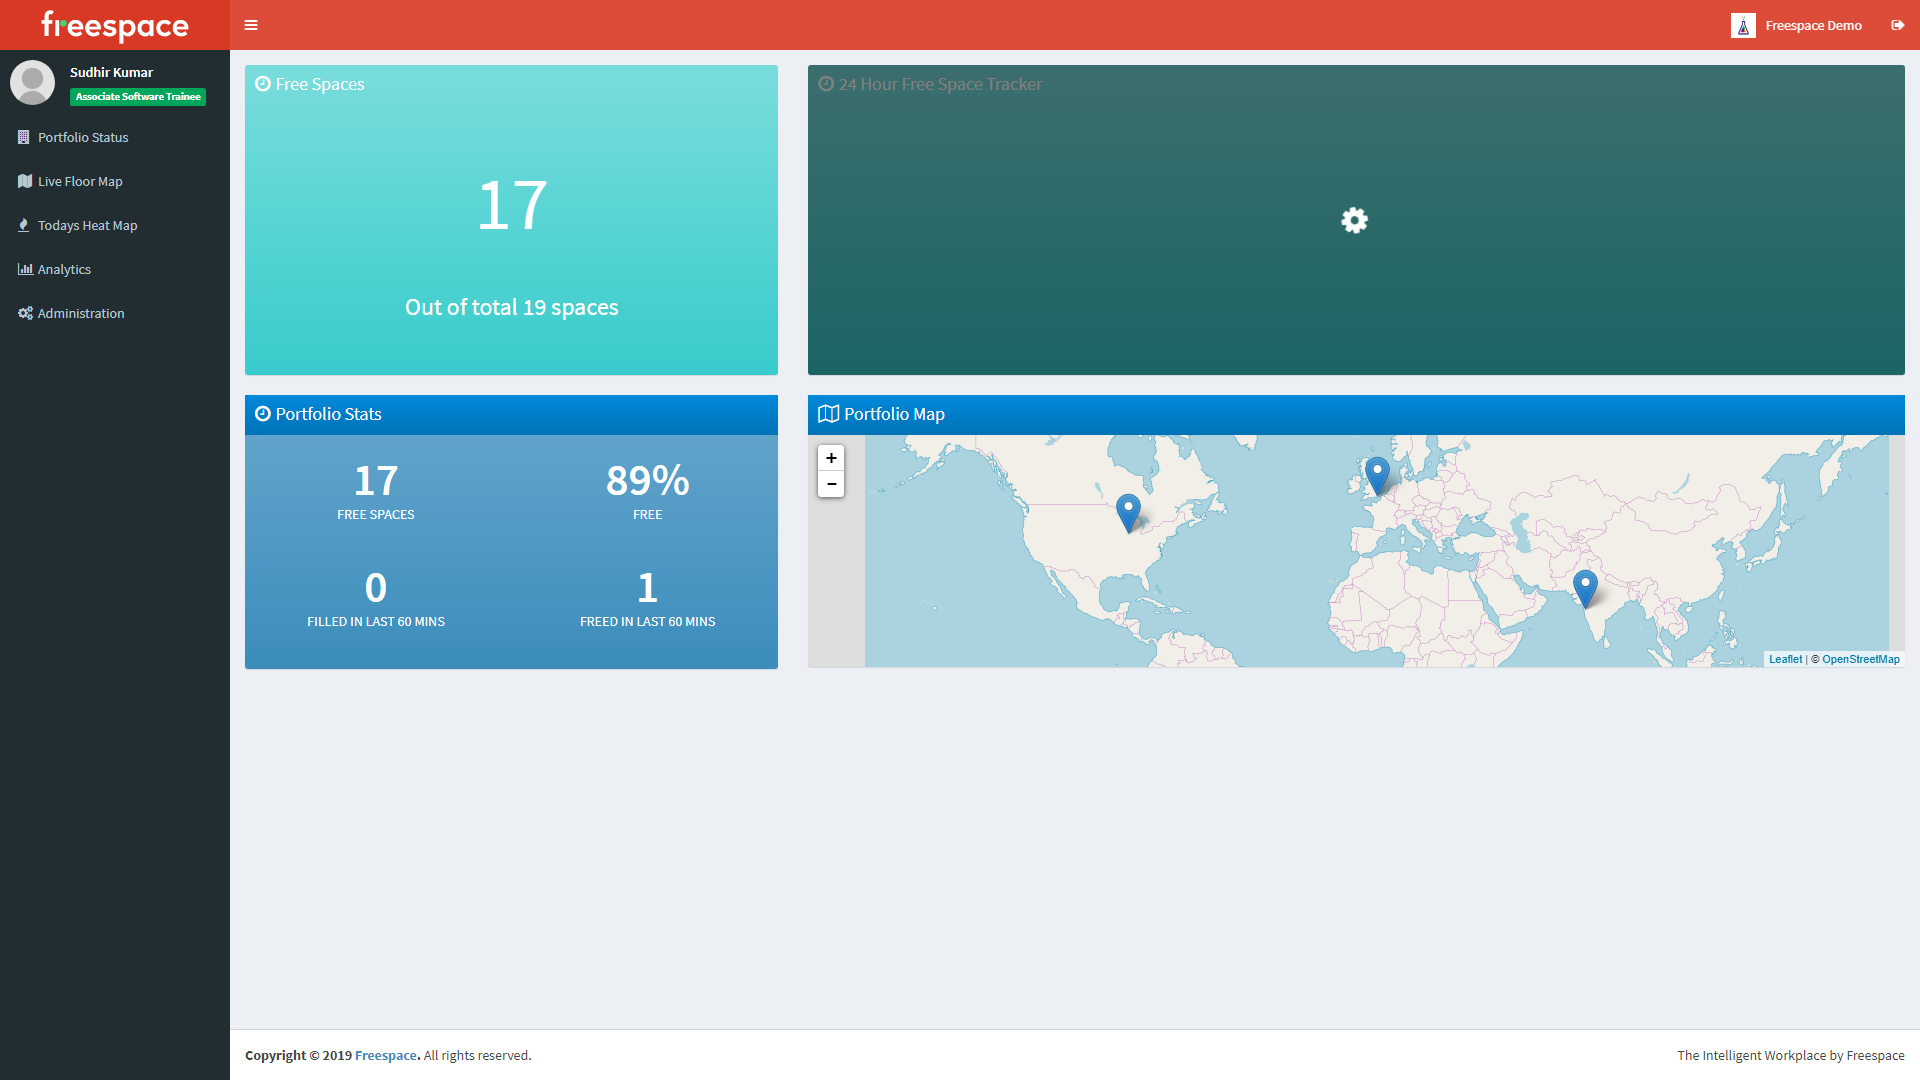 freespace
Freespace Demo
Sudhir Kumar
Associate Software Trainee
Portfolio Status
Live Floor Map
Todays Heat Map
Analytics
Administration
Free Spaces
17
Out of total 19 spaces
24 Hour Free Space Tracker
Portfolio Stats
17
FREE SPACES
89%
FREE
0
FILLED IN LAST 60 MINS
1
FREED IN LAST 60 MINS
Portfolio Map
+
−
Leaflet | © OpenStreetMap
Copyright © 2019 Freespace. All rights reserved.
The Intelligent Workplace by Freespace